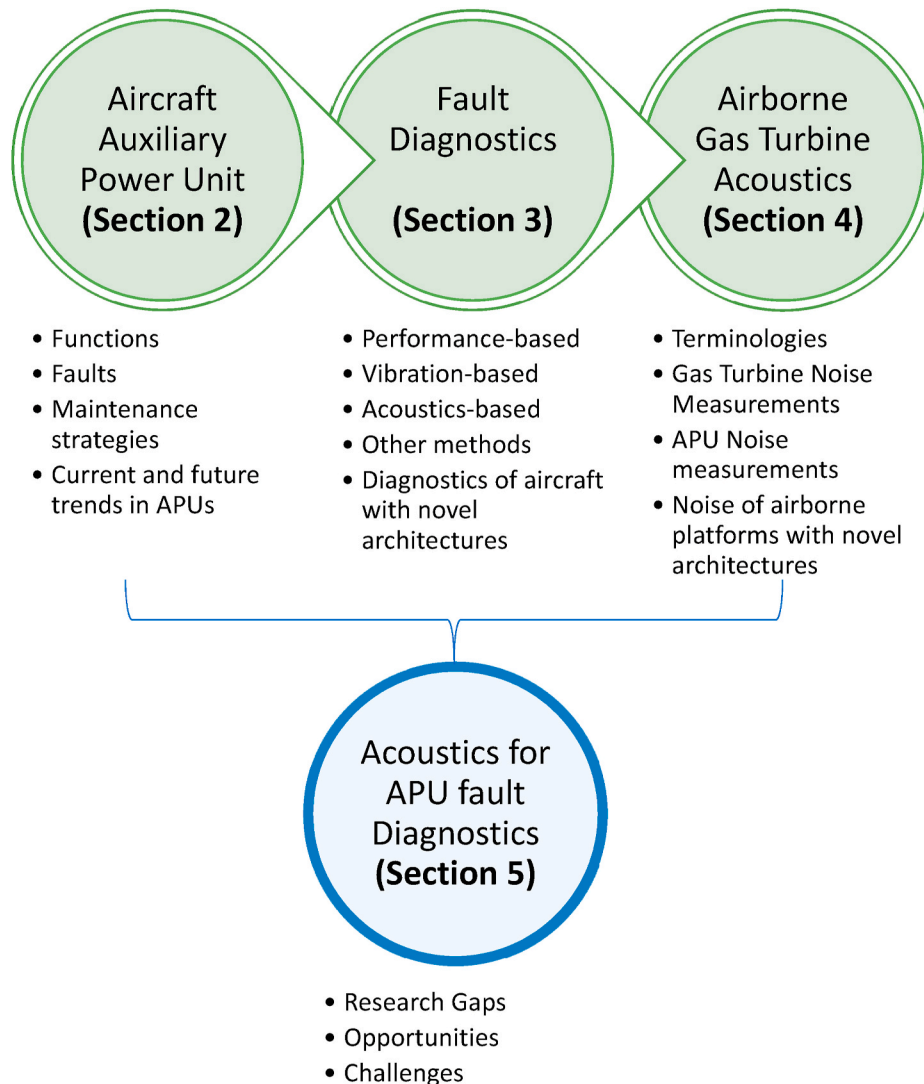 Aircraft
Auxiliary
Power Unit
(Section 2)
Fault
Diagnostics
(Section 3)
Airborne
Gas Turbine
Acoustics
(Section 4)
• Functions
• Faults
• Maintenance
strategies
• Current and future
trends in APUs
• Performance-based
• Vibration-based
• Acoustics-based
• Other methods
• Diagnostics of aircraft
with novel
architectures
• Terminologies
• Gas Turbine Noise
Measurements
• APU Noise
measurements
• Noise of airborne
platforms with novel
architectures
Acoustics for
APU fault
Diagnostics
(Section 5)
• Research Gaps
• Opportunities
• Challenges